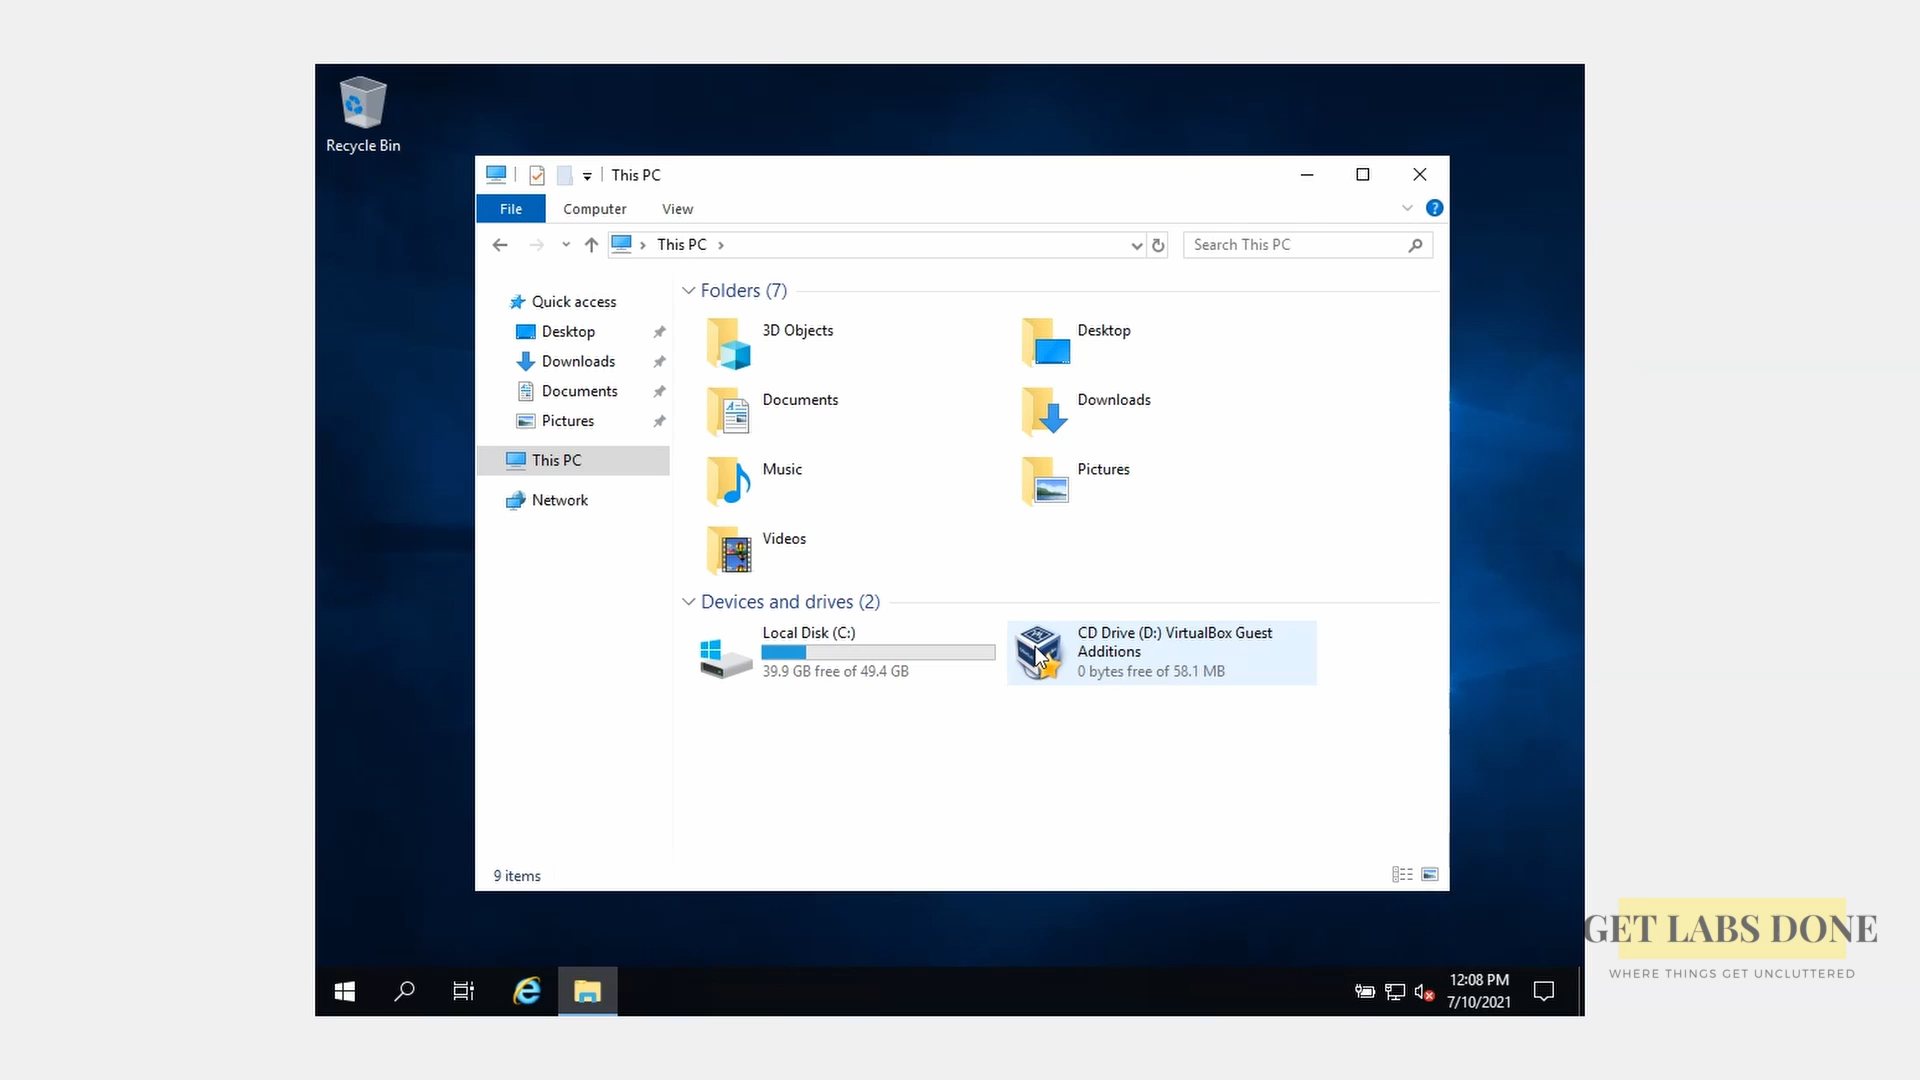 Recycle Bin
This PC
File Computer View
This PC
Search This PC
Quick access
Desktop
Downloads
Documents
Pictures
This PC
Network
Folders (7)
3D Objects
Desktop
Documents
Downloads
Music
Pictures
Videos
Devices and drives (2)
Local Disk (C:)
39.9 GB free of 49.4 GB
CD Drive (D:) VirtualBox Guest
Additions
0 bytes free of 58.1 MB
9 items
GET LABS DONE
WHERE THINGS GET UNCLUTTERED
12:08 PM
7/10/2021